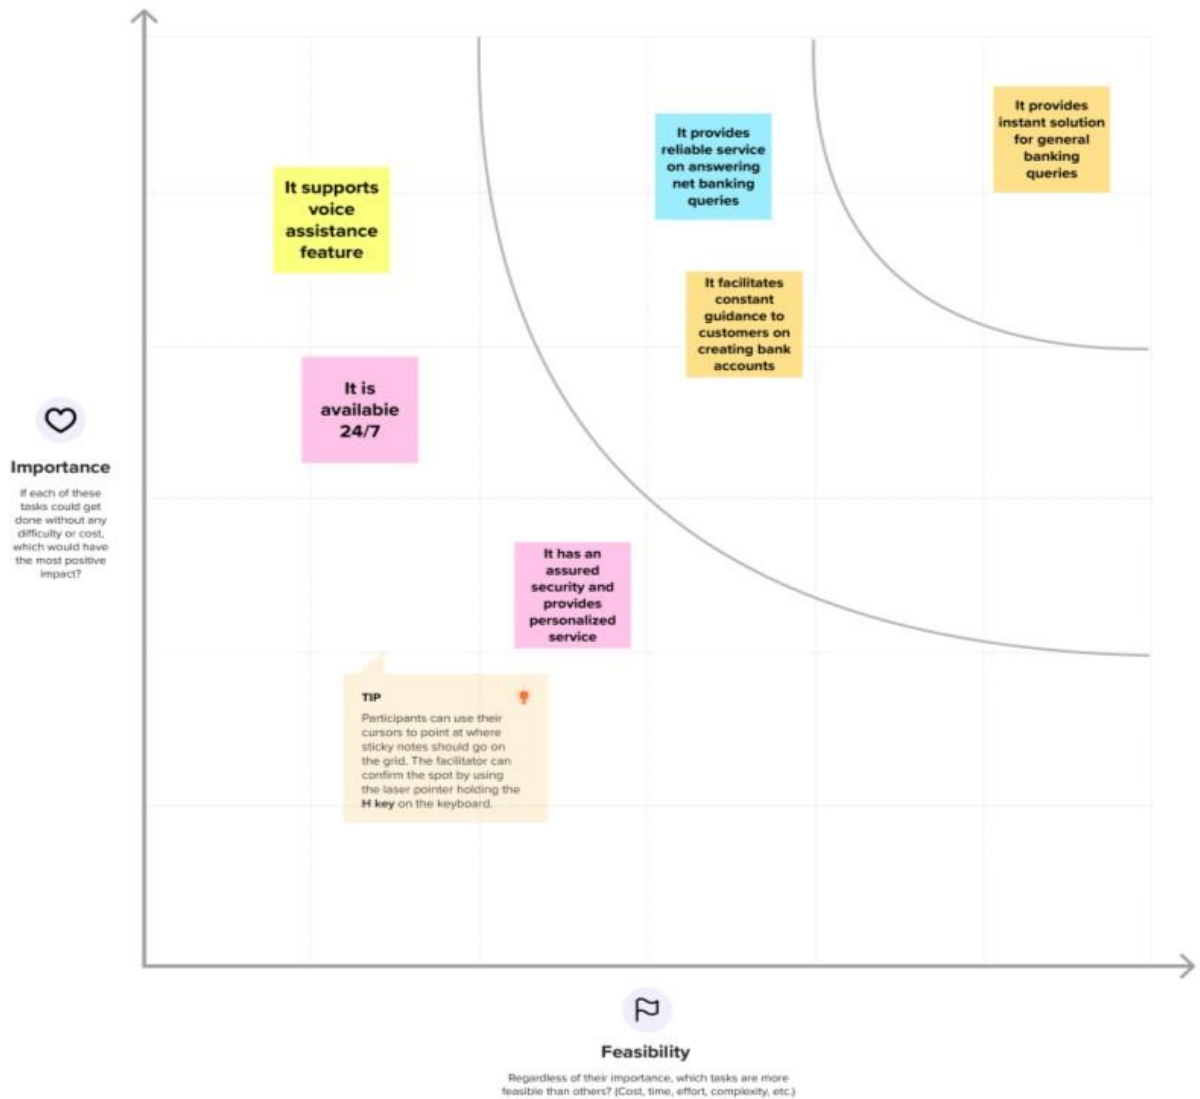 It provides
instant solution
for general
banking
queries
It provides
reliable service
on answering
net banking
queries
It supports
voice
assistance
feature
It facilitates
constant
guidance to
customers on
creating bank
accounts
It is
available
24/7
Importance
If each of these
tasks could get
done without any
difficulty or cost,
which would have
the most positive
impact?
It has an
assured
security and
provides
personalized
service
TIP
Participants can use their
cursors to point at where
sticky notes should go on
the grid. The facilitator can
confirm the spot by using
the laser pointer holding the
H key on the keyboard.
Feasibility
Regardless of their importance, which tasks are more
feasible than others? (Cost, time, effort, complexity, etc.)